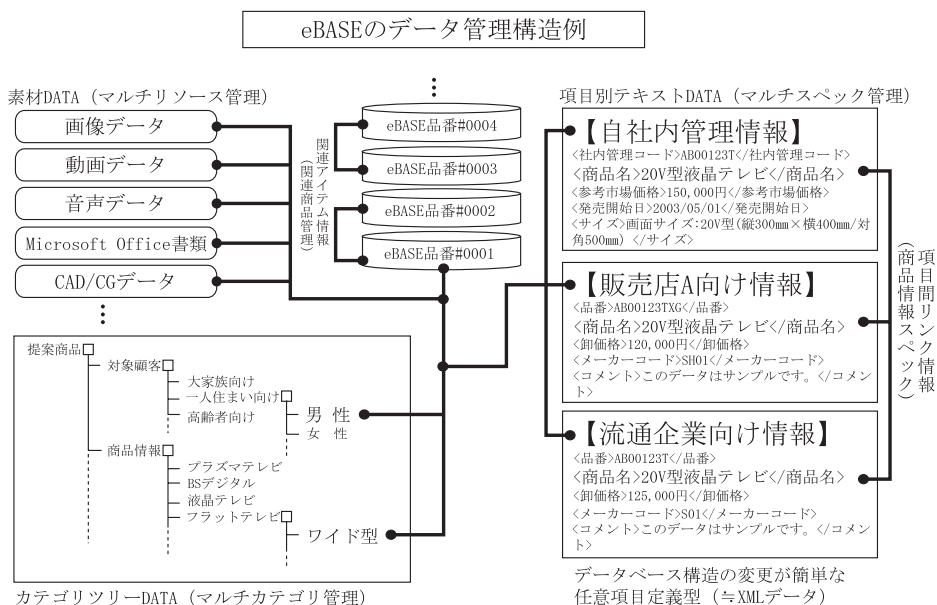 eBASEのデータ管理構造例
素材DATA（マルチリソース管理）
画像データ
動画データ
音声データ
Microsoft Office書類
CAD/CGデータ
関連アイテム情報
（関連商品管理）
eBASE品番#0004
eBASE品番#0003
eBASE品番#0002
eBASE品番#0001
項目別テキストDATA（マルチスペック管理）
【自社内管理情報】
<社内管理コード>AB00123T</社内管理コード>
<商品名>20V型液晶テレビ</商品名>
<参考市場価格>150,000円</参考市場価格>
<発売開始日>2003/05/01</発売開始日>
<サイズ>画面サイズ:20V型(縦300mm×横400mm/対
角500mm) </サイズ>
【販売店A向け情報】
<品番>AB00123TXG</品番>
<商品名>20V型液晶テレビ</商品名>
<卸価格>120,000円</卸価格>
<メーカーコード>SH01</メーカーコード>
<コメント>このデータはサンプルです。</コメン
ト>
【流通企業向け情報】
<品番>AB00123T</品番>
<商品名>20V型液晶テレビ</商品名>
<卸価格>125,000円</卸価格>
<メーカーコード>S01</メーカーコード>
<コメント>このデータはサンプルです。</コメン
ト>
項目間リンク情報
（商品情報スペック）
提案商品
対象顧客
大家族向け
一人住まい向け
高齢者向け
男 性
女 性
商品情報
プラズマテレビ
BSデジタル
液晶テレビ
フラットテレビ
ワイド型
カテゴリツリーDATA（マルチカテゴリ管理）
データベース構造の変更が簡単な
任意項目定義型（≒XMLデータ）